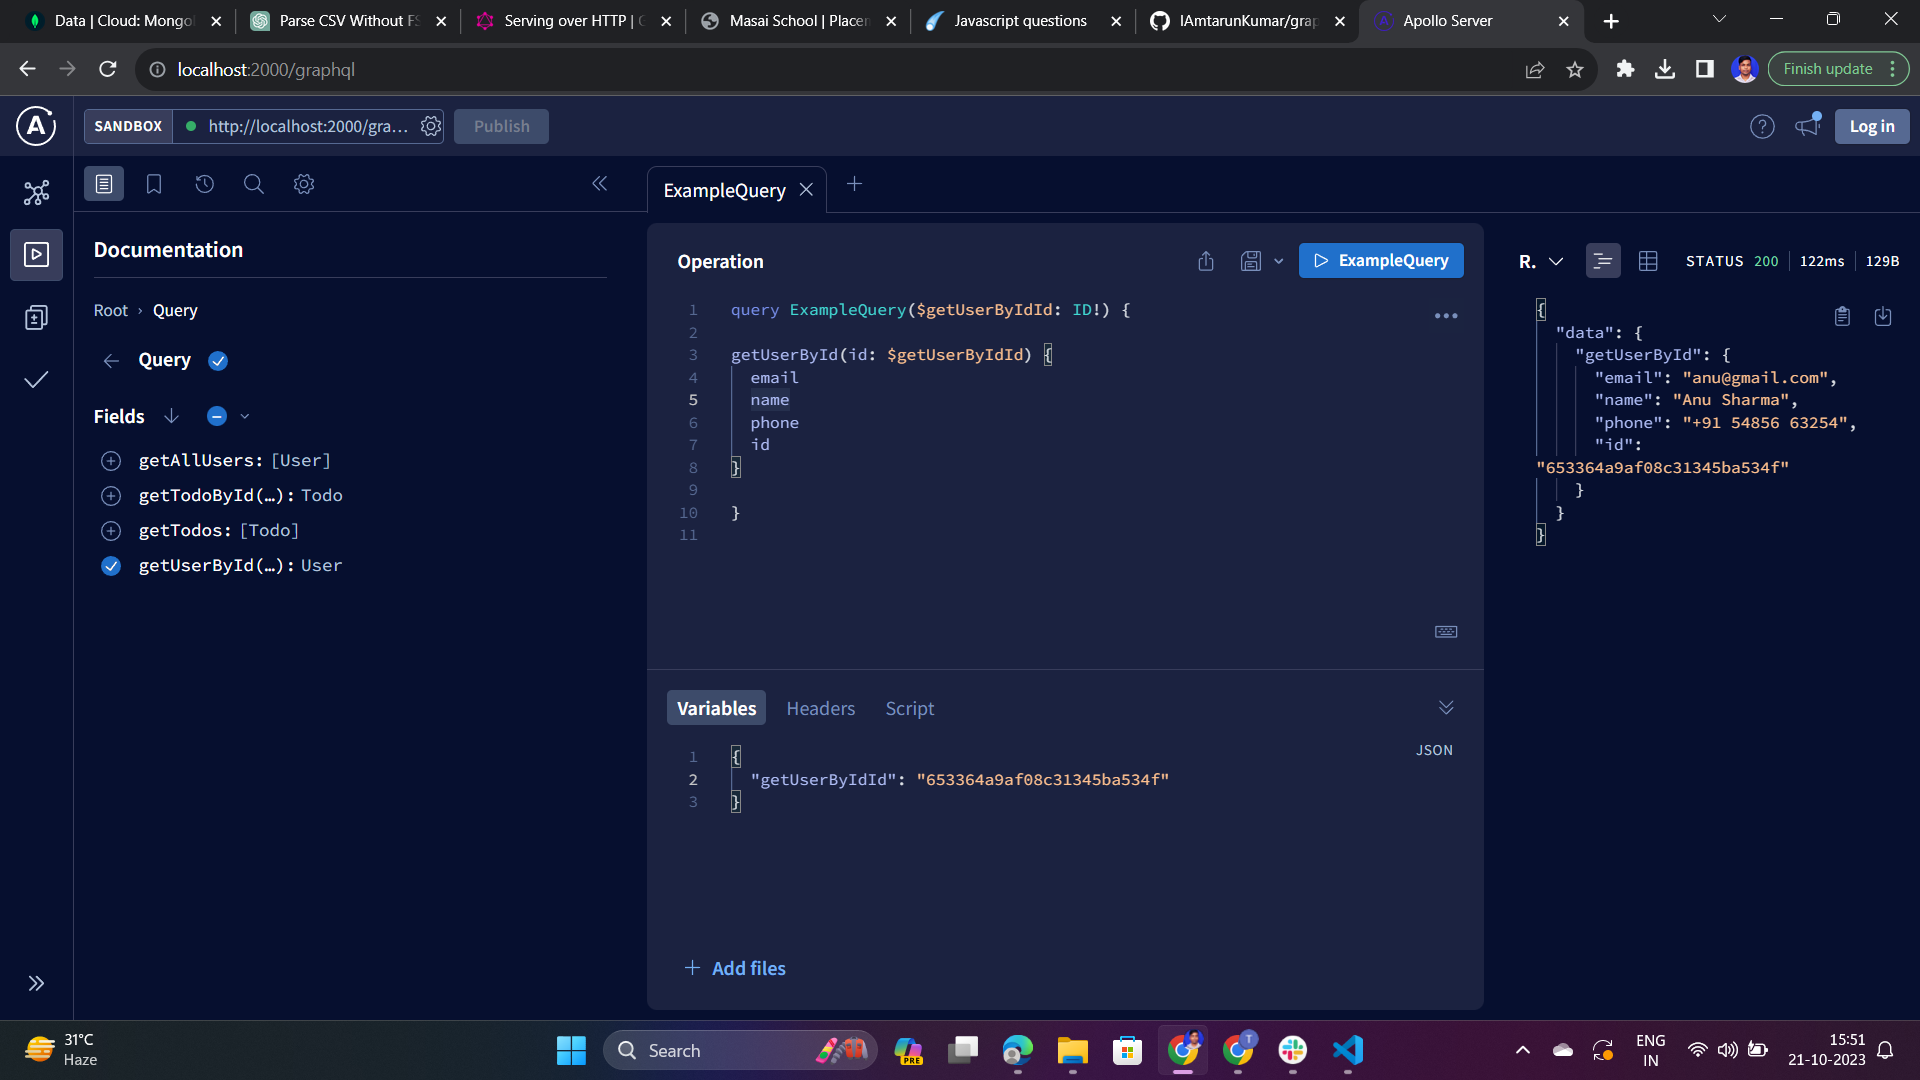 Data | Cloud: Mongo
Parse CSV Without FS
Serving over HTTP | G
Masai School | Placem
Javascript questions
IAmtarunKumar/grap
Apollo Server
localhost:2000/graphql
Finish update
SANDBOX
http://localhost:2000/gra...
Publish
Log in
ExampleQuery
Documentation
Root › Query
Query
Fields
getAllUsers: [User]
getTodoById(…): Todo
getTodos: [Todo]
getUserById(…): User
Operation
ExampleQuery
1 query ExampleQuery($getUserByIdId: ID!) {
2
3 getUserById(id: $getUserByIdId) {
4 email
5 name
6 phone
7 id
8 }
9
10 }
11
Variables
Headers
Script
JSON
1 {
2 "getUserByIdId": "653364a9af08c31345ba534f"
3 }
Add files
R.
STATUS 200
122ms
129B
{
"data": {
"getUserById": {
"email": "anu@gmail.com",
"name": "Anu Sharma",
"phone": "+91 54856 63254",
"id":
"653364a9af08c31345ba534f"
}
}
}
31°C
Haze
Search
PRE
T
ENG
IN
15:51
21-10-2023